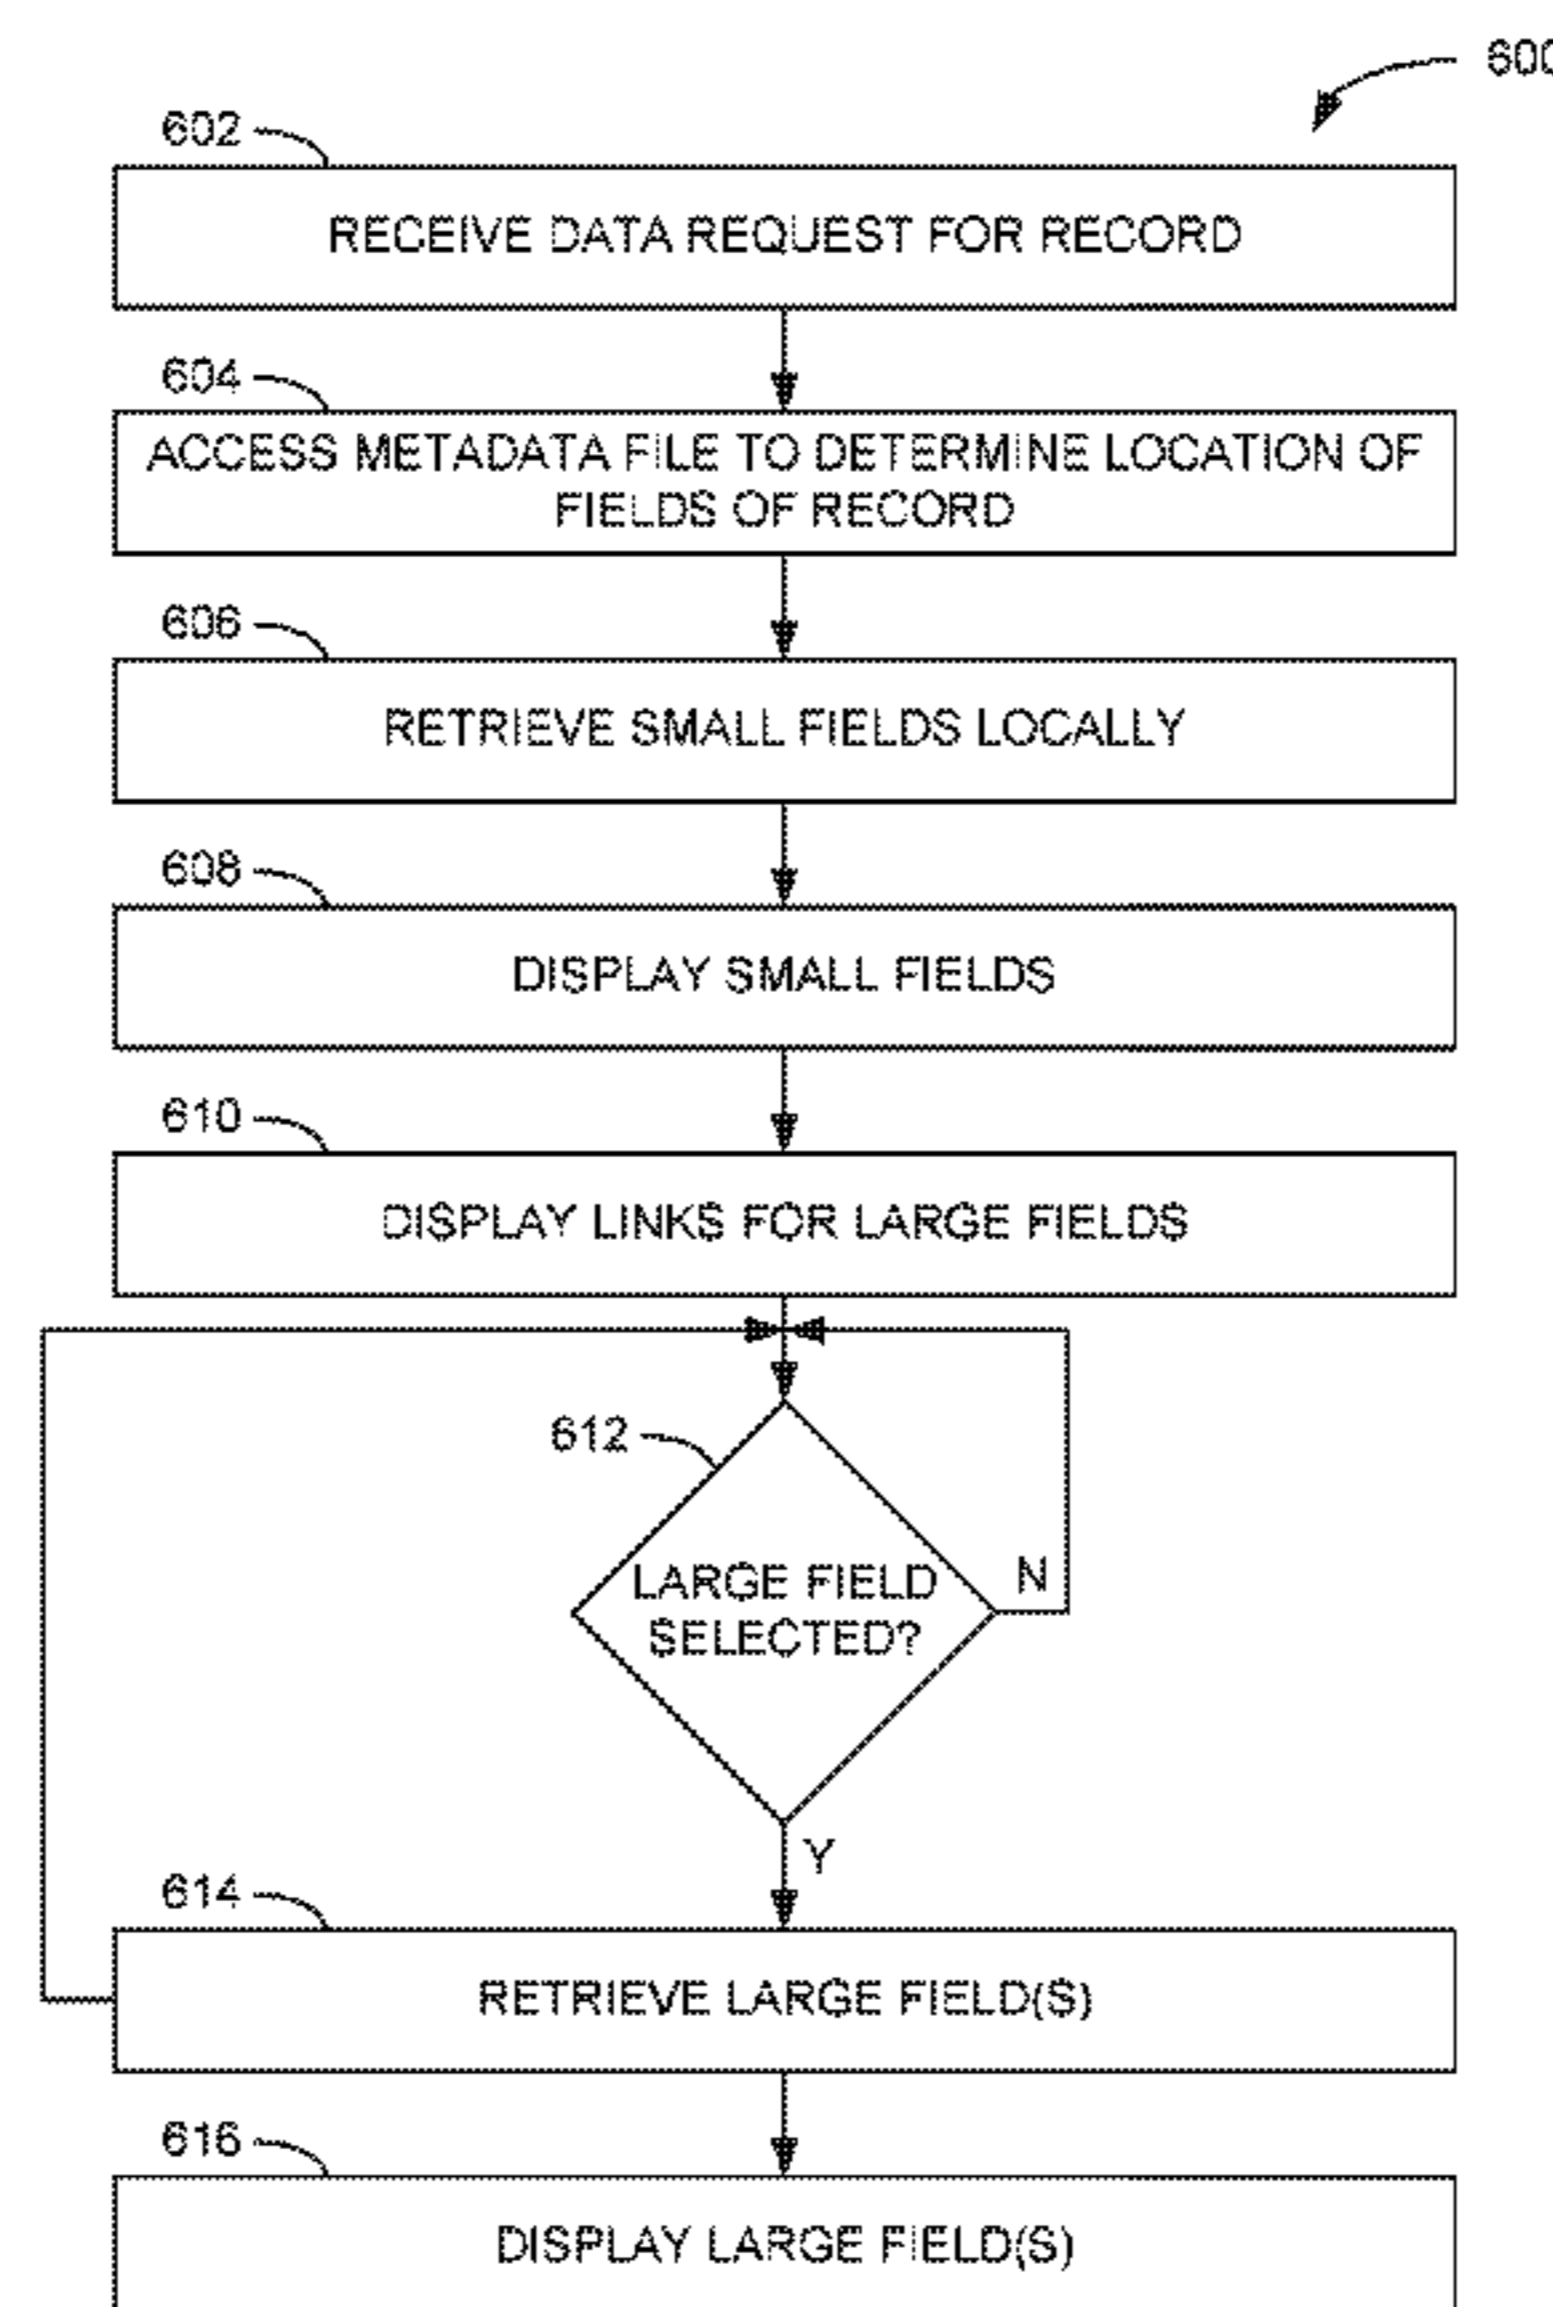 600
602
RECEIVE DATA REQUEST FOR RECORD
604
ACCESS METADATA FILE TO DETERMINE LOCATION OF
FIELDS OF RECORD
606
RETRIEVE SMALL FIELDS LOCALLY
608
DISPLAY SMALL FIELDS
610
DISPLAY LINKS FOR LARGE FIELDS
612
LARGE FIELD
SELECTED?
N
Y
614
RETRIEVE LARGE FIELD(S)
616
DISPLAY LARGE FIELD(S)